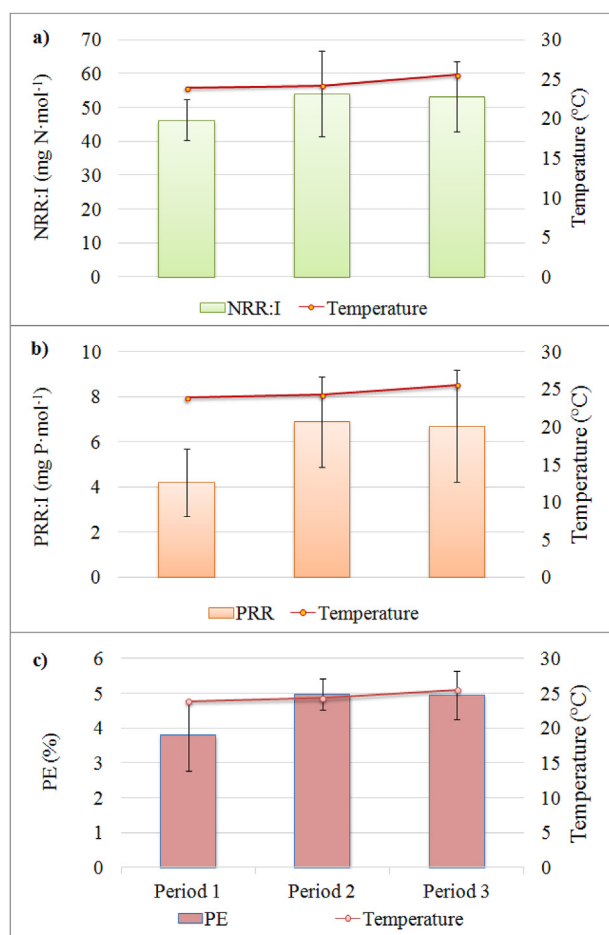 a)
70
60
50
40
30
20
10
0
NRR:I (mg N·mol⁻¹)
30
25
20
15
10
5
0
Temperature (°C)
NRR:I
Temperature
b)
10
8
6
4
2
0
PRR:I (mg P·mol⁻¹)
30
25
20
15
10
5
0
Temperature (°C)
PRR
Temperature
c)
6
5
4
3
2
1
0
PE (%)
30
25
20
15
10
5
0
Temperature (°C)
Period 1 Period 2 Period 3
PE
Temperature